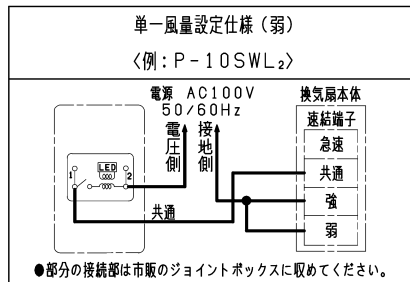 単一風量設定仕様（弱）
〈例：P-10SWL₂〉
電源 AC100V
50/60Hz
電圧側
接地側
換気扇本体
速結端子
急速
共通
強
弱
LED
1
2
共通
●部分の接続部は市販のジョイントボックスに収めてください。